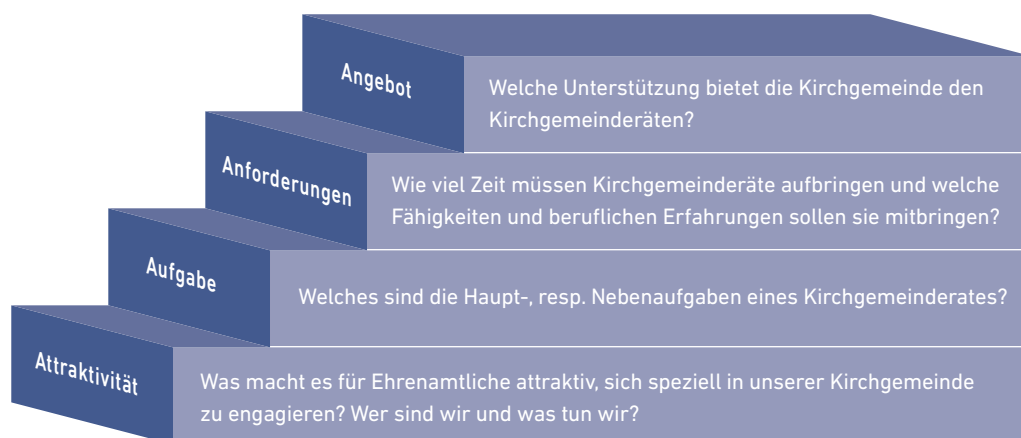 Angebot
Welche Unterstützung bietet die Kirchgemeinde den
Kirchgemeinderäten?
Anforderungen
Wie viel Zeit müssen Kirchgemeinderäte aufbringen und welche
Fähigkeiten und beruflichen Erfahrungen sollen sie mitbringen?
Aufgabe
Welches sind die Haupt-, resp. Nebenaufgaben eines Kirchgemeinderates?
Attraktivität
Was macht es für Ehrenamtliche attraktiv, sich speziell in unserer Kirchgemeinde
zu engagieren? Wer sind wir und was tun wir?